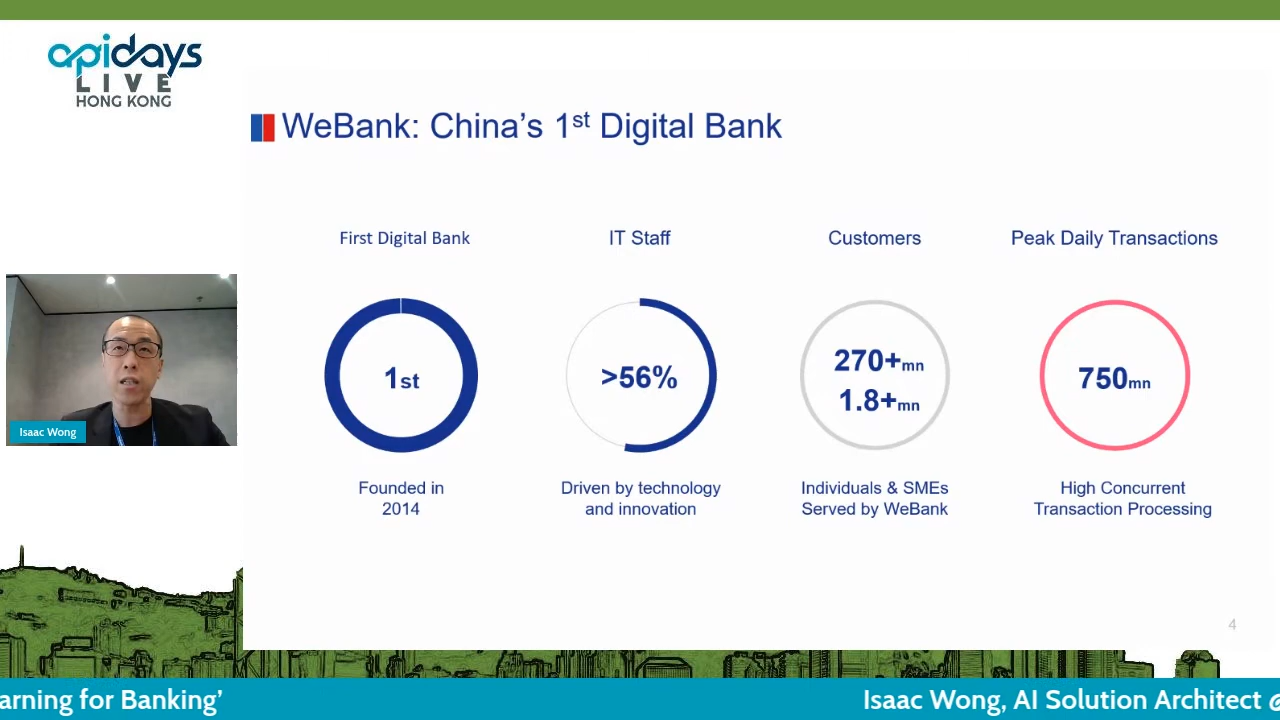 apidays
LIVE
HONG KONG
WeBank: China's 1st Digital Bank
First Digital Bank
IT Staff
Customers
Peak Daily Transactions
1st
>56%
270+mn
1.8+mn
750mn
Founded in
2014
Driven by technology
and innovation
Individuals & SMEs
Served by WeBank
High Concurrent
Transaction Processing
Isaac Wong
4
arning for Banking’
Isaac Wong, AI Solution Architect @